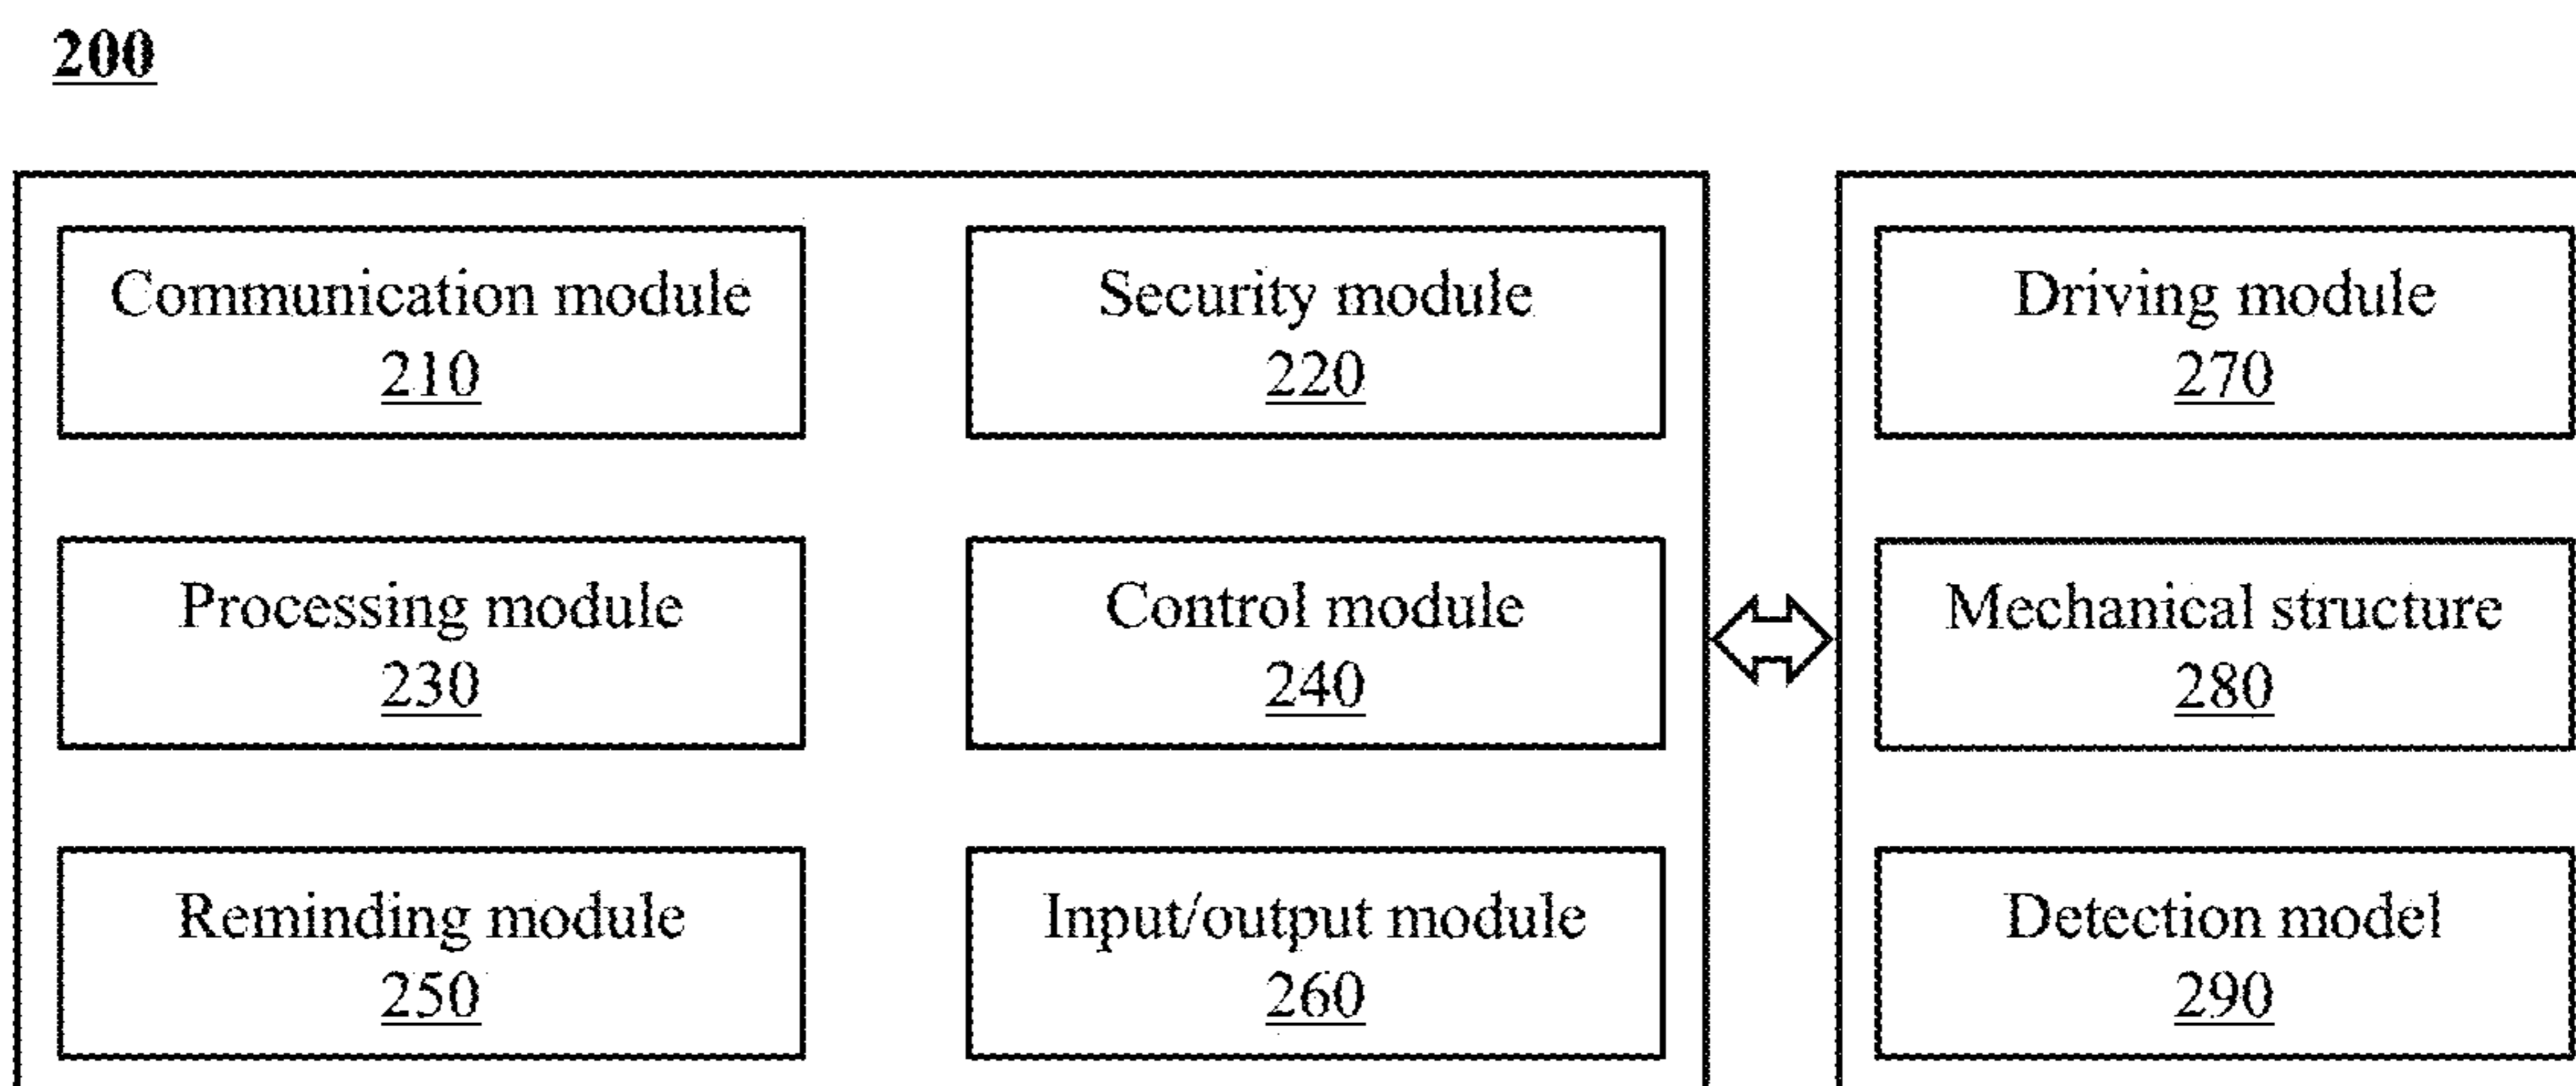 200
Communication module
210
Security module
220
Driving module
270
Processing module
230
Control module
240
Mechanical structure
280
Reminding module
250
Input/output module
260
Detection model
290